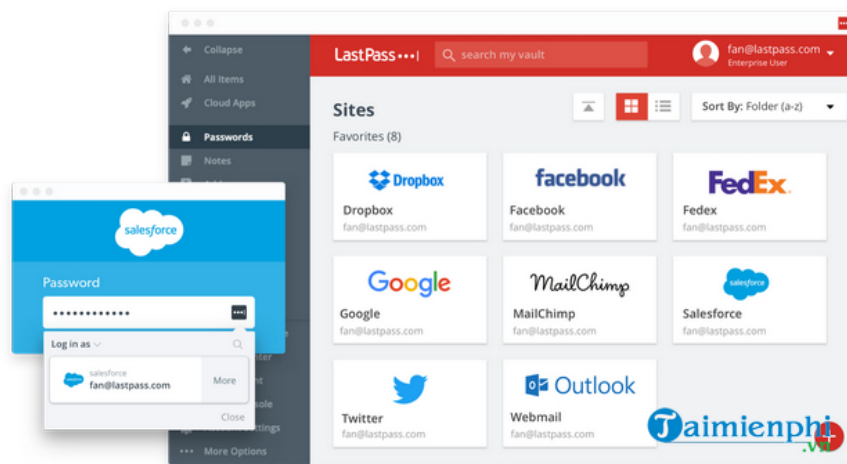 Collapse
All Items
Cloud Apps
Passwords
Notes
More Options
LastPass •••|
search my vault
fan@lastpass.com
Enterprise User
Sites
Sort By: Folder (a-z)
Favorites (8)
Dropbox
Dropbox
fan@lastpass.com
facebook
Facebook
fan@lastpass.com
FedEx
Fedex
fan@lastpass.com
Google
Google
fan@lastpass.com
MailChimp
MailChimp
fan@lastpass.com
salesforce
Salesforce
fan@lastpass.com
Twitter
fan@lastpass.com
Outlook
Webmail
fan@lastpass.com
salesforce
Password
Log in as
salesforce
fan@lastpass.com
More
Close
Taimienphi
.vn